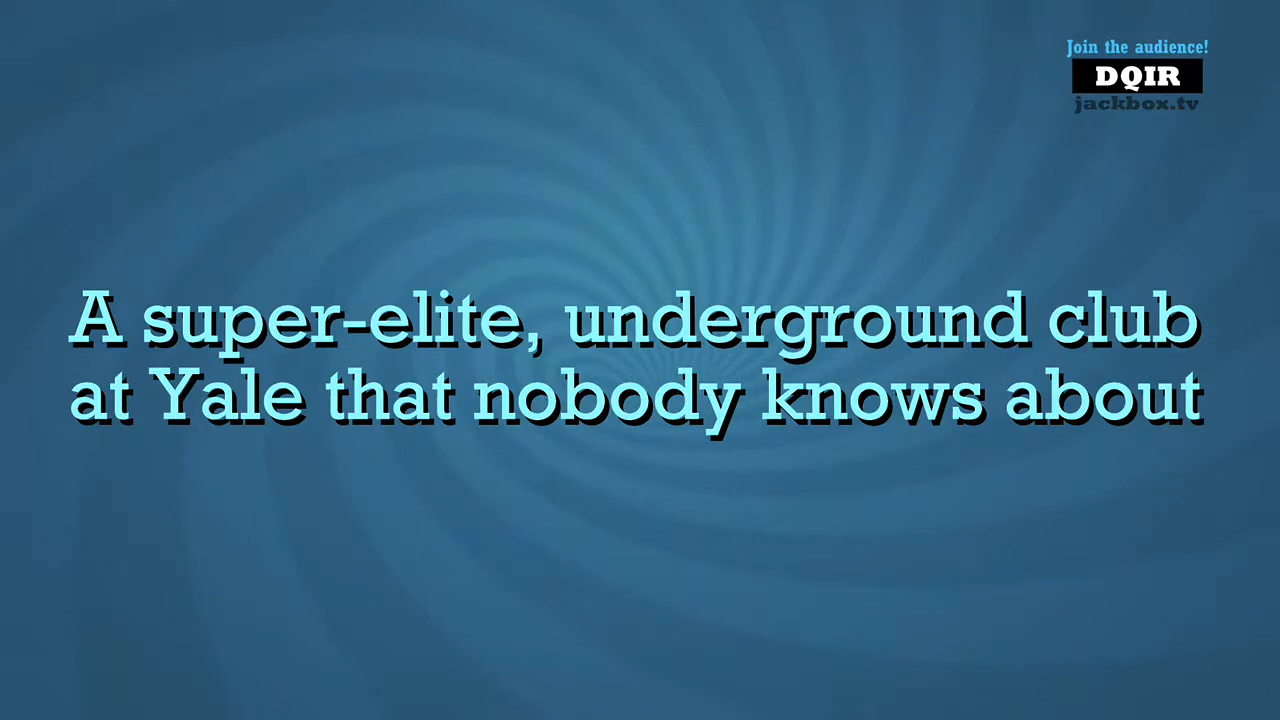 Join the audience!
DQIR
jackbox.tv
A super-elite, underground club
at Yale that nobody knows about